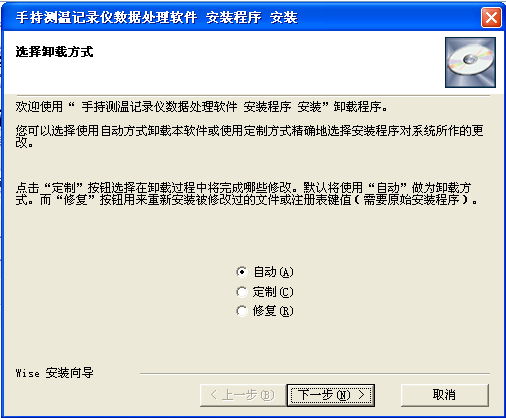 手持测温记录仪数据处理软件 安装程序 安装
选择卸载方式
欢迎使用“ 手持测温记录仪数据处理软件 安装程序 安装”卸载程序。
您可以选择使用自动方式卸载本软件或使用定制方式精确地选择安装程序对系统所作的更
改。
点击“定制”按钮选择在卸载过程中将完成哪些修改。默认将使用“自动”做为卸载方
式。而“修复”按钮用来重新安装被修改过的文件或注册表键值(需要原始安装程序)。
自动(A)
定制(C)
修复(R)
Wise 安装向导
< 上一步(B)
下一步(N) >
取消